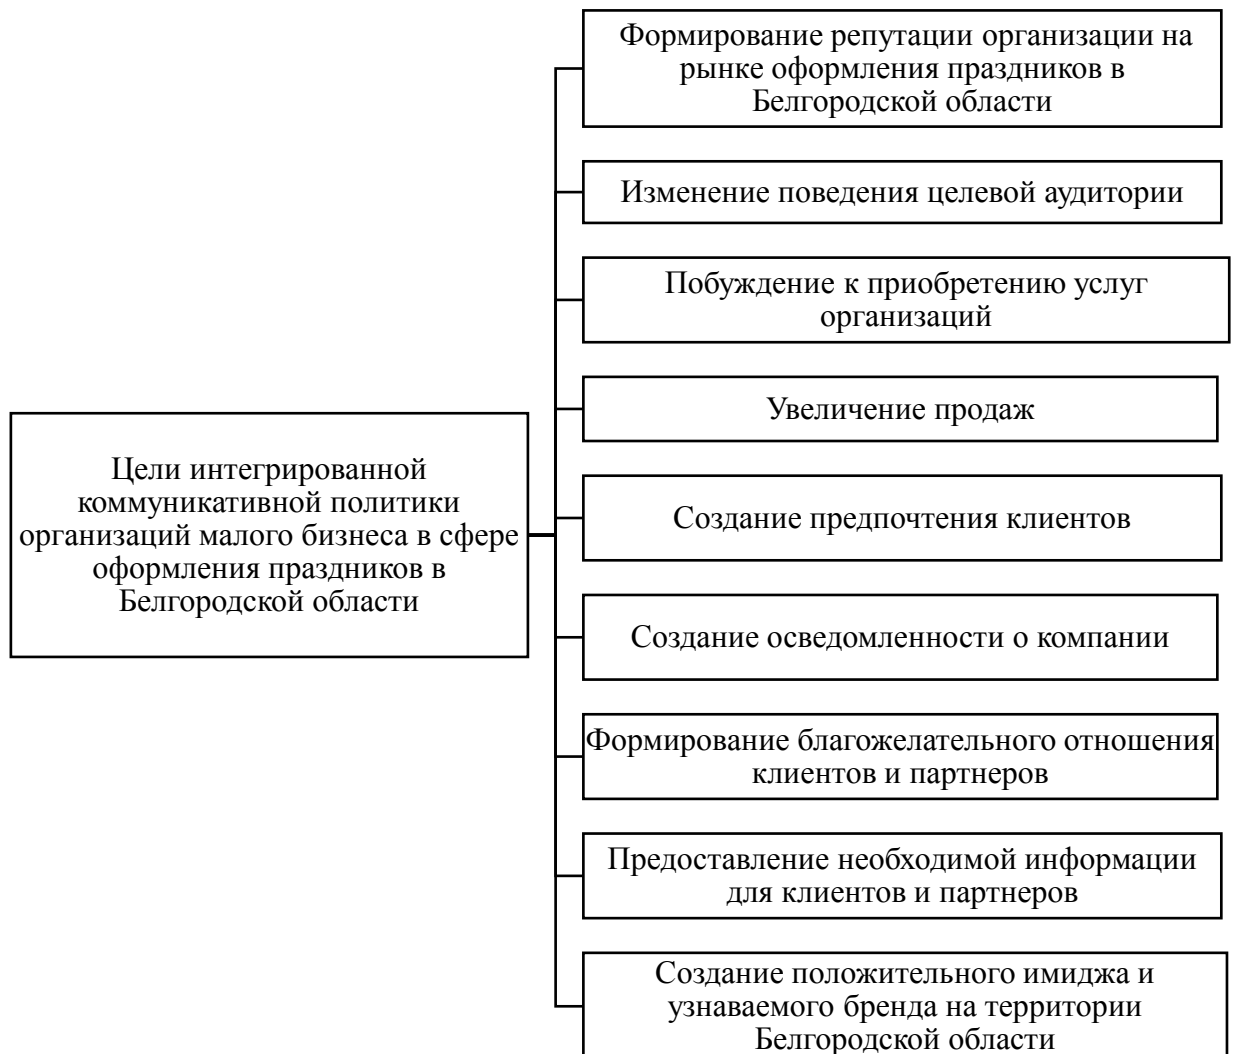 Формирование репутации организации на
рынке оформления праздников в
Белгородской области
Изменение поведения целевой аудитории
Побуждение к приобретению услуг
организаций
Увеличение продаж
Цели интегрированной
коммуникативной политики
организаций малого бизнеса в сфере
оформления праздников в
Белгородской области
Создание предпочтения клиентов
Создание осведомленности о компании
Формирование благожелательного отношения
клиентов и партнеров
Предоставление необходимой информации
для клиентов и партнеров
Создание положительного имиджа и
узнаваемого бренда на территории
Белгородской области